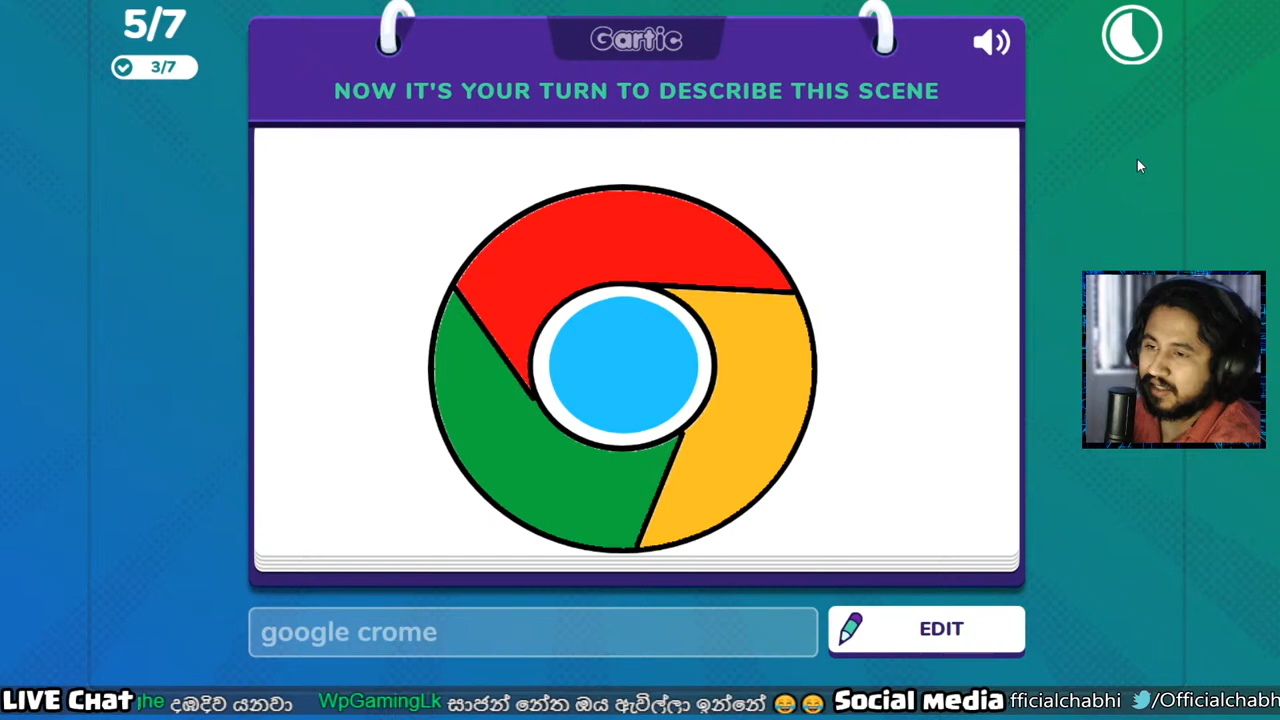 5/7
3/7
Gartic
NOW IT'S YOUR TURN TO DESCRIBE THIS SCENE
google crome
EDIT
LIVE Chat jhe දඹදිව යනවා WpGamingLk සාජන් නේත ඔය ඇවිල්ලා ඉන්නේ 😂😂 Social media fficialchabhi /Officialchabh